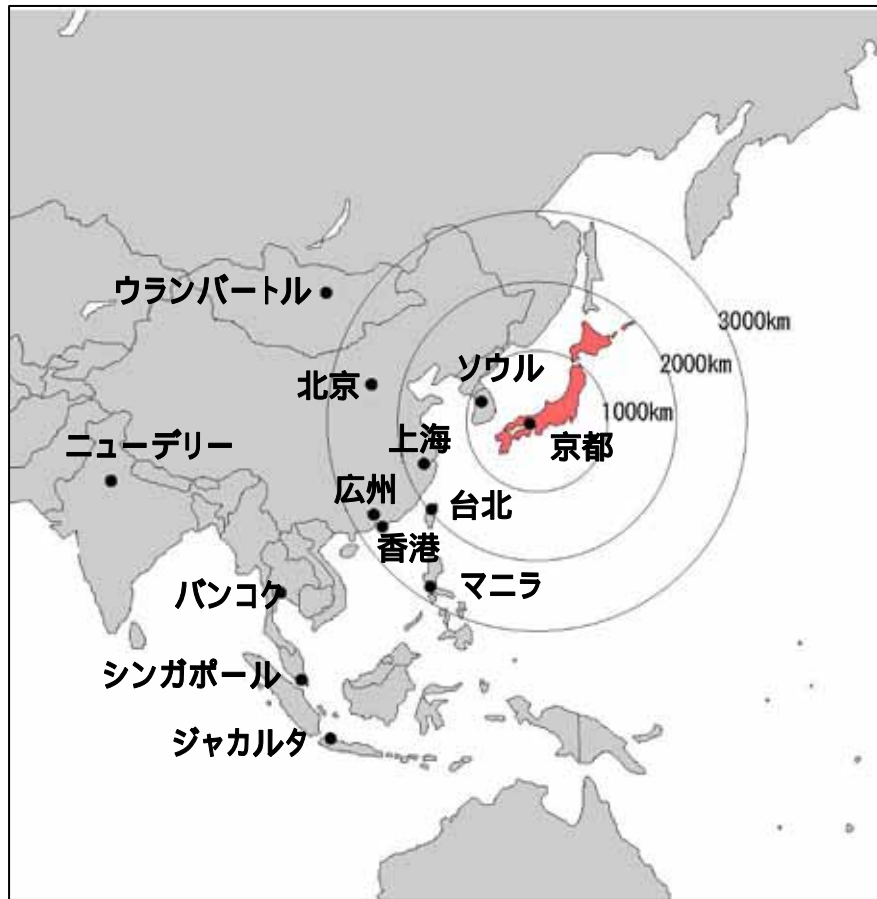 ウランバートル
3000km
ソウル
2000km
北京
1000km
ニューデリー
上海
京都
広州
台北
香港
バンコク
マニラ
シンガポール
ジャカルタ